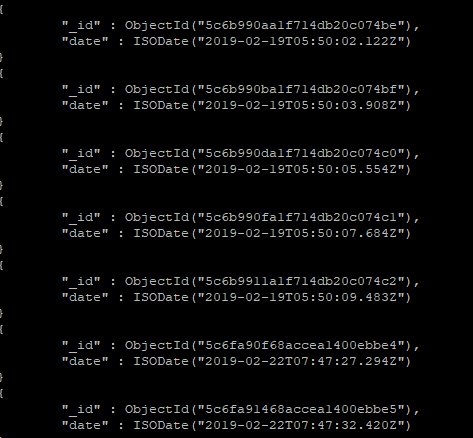 {
"_id" : ObjectId("5c6b990aa1f714db20c074be"),
"date" : ISODate("2019-02-19T05:50:02.122Z")
}
{
"_id" : ObjectId("5c6b990ba1f714db20c074bf"),
"date" : ISODate("2019-02-19T05:50:03.908Z")
}
{
"_id" : ObjectId("5c6b990da1f714db20c074c0"),
"date" : ISODate("2019-02-19T05:50:05.554Z")
}
{
"_id" : ObjectId("5c6b990fa1f714db20c074c1"),
"date" : ISODate("2019-02-19T05:50:07.684Z")
}
{
"_id" : ObjectId("5c6b9911a1f714db20c074c2"),
"date" : ISODate("2019-02-19T05:50:09.483Z")
}
{
"_id" : ObjectId("5c6fa90f68accea1400ebbe4"),
"date" : ISODate("2019-02-22T07:47:27.294Z")
}
{
"_id" : ObjectId("5c6fa91468accea1400ebbe5"),
"date" : ISODate("2019-02-22T07:47:32.420Z")